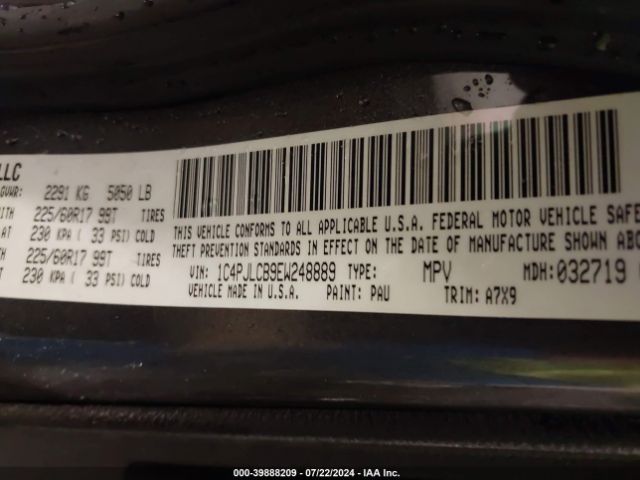 LLC
GVWR: 2291 KG 5050 LB
WITH 225/60R17 99T TIRES
AT 230 KPA ( 33 PSI) COLD
225/60R17 99T TIRES
AT 230 KPA ( 33 PSI) COLD
THIS VEHICLE CONFORMS TO ALL APPLICABLE U.S.A. FEDERAL MOTOR VEHICLE SAFE
THEFT PREVENTION STANDARDS IN EFFECT ON THE DATE OF MANUFACTURE SHOWN ABO
VIN: 1C4PJLCB9EW248889 TYPE: MPV MDH: 032719
VEHICLE MADE IN U.S.A. PAINT: PAU TRIM: A7X9
000-39888209 - 07/22/2024 - IAA Inc.